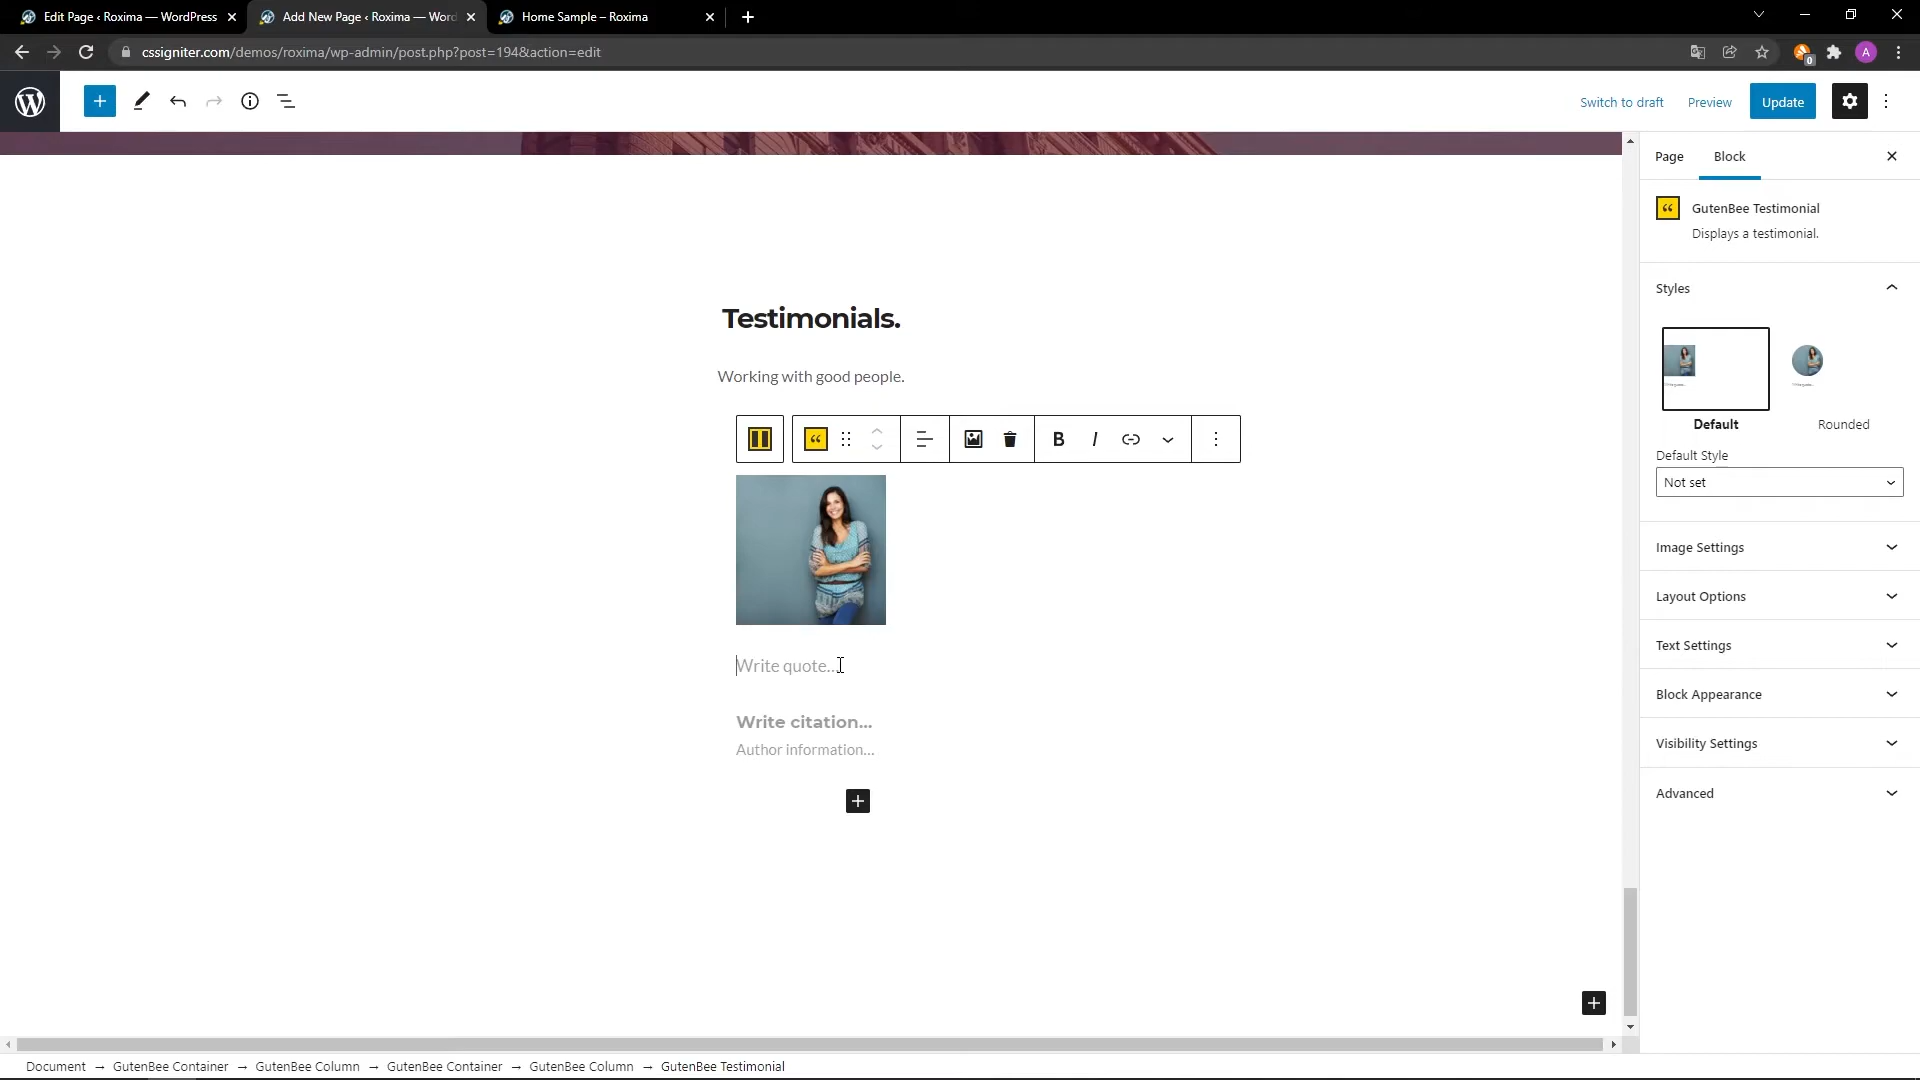 Edit Page ‹ Roxima — WordPress
Add New Page ‹ Roxima — Word
Home Sample – Roxima
cssigniter.com/demos/roxima/wp-admin/post.php?post=194&action=edit
0
A
Switch to draft
Preview
Update
Page
Block
GutenBee Testimonial
Displays a testimonial.
Styles
Default
Rounded
Default Style
Not set
Image Settings
Layout Options
Text Settings
Block Appearance
Visibility Settings
Advanced
Testimonials.
Working with good people.
B
I
Write quote...
Write citation...
Author information...
Document → GutenBee Container → GutenBee Column → GutenBee Container → GutenBee Column → GutenBee Testimonial